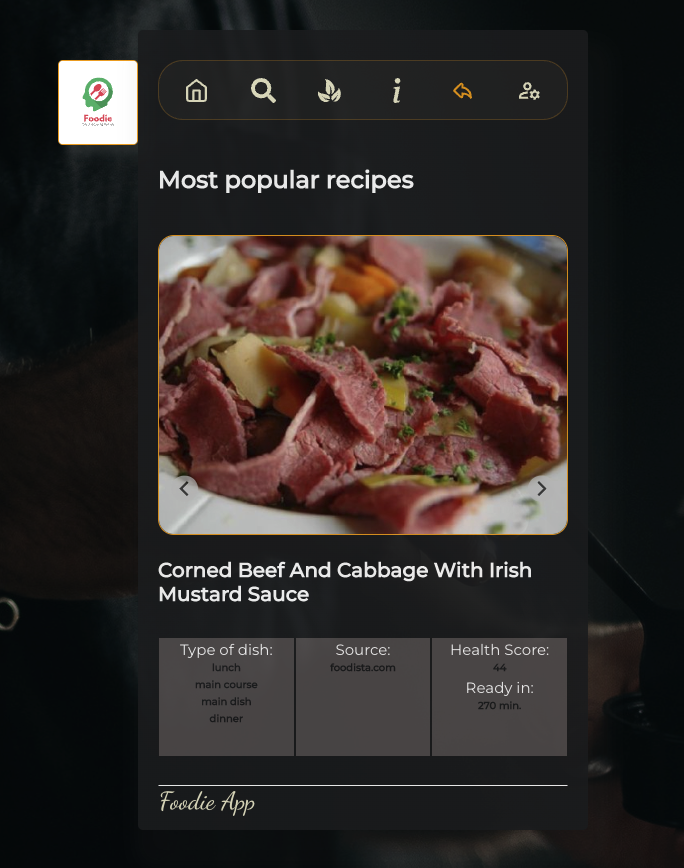 Foodie
Most popular recipes
Corned Beef And Cabbage With Irish
Mustard Sauce
Type of dish:
lunch
main course
main dish
dinner
Source:
foodista.com
Health Score:
44
Ready in:
270 min.
Foodie App